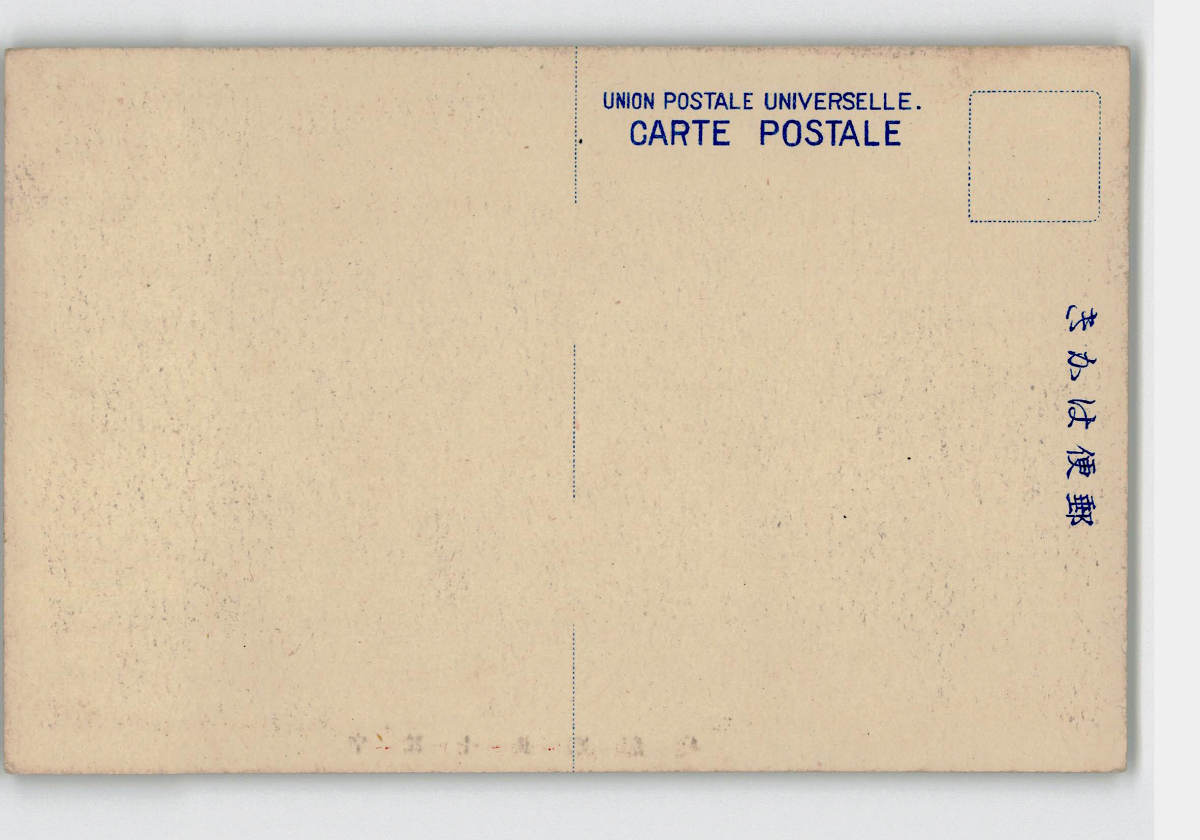 UNION POSTALE UNIVERSELLE.
CARTE POSTALE
郵便はかき